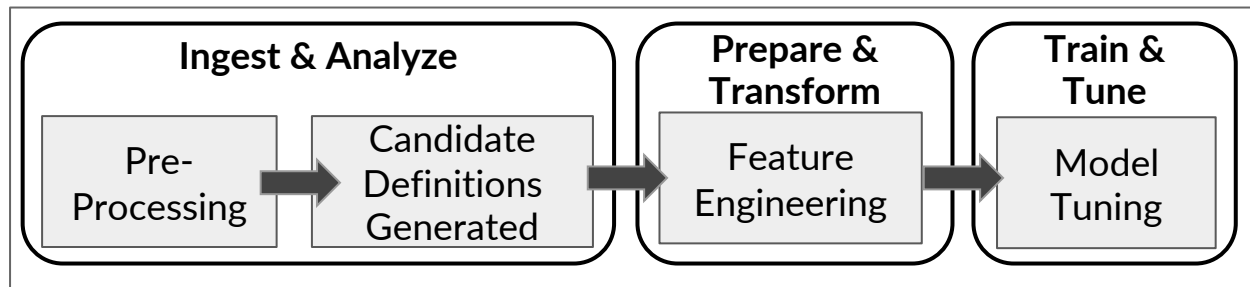 Ingest & Analyze
Pre-
Processing
Candidate
Definitions
Generated
Prepare &
Transform
Feature
Engineering
Train &
Tune
Model
Tuning